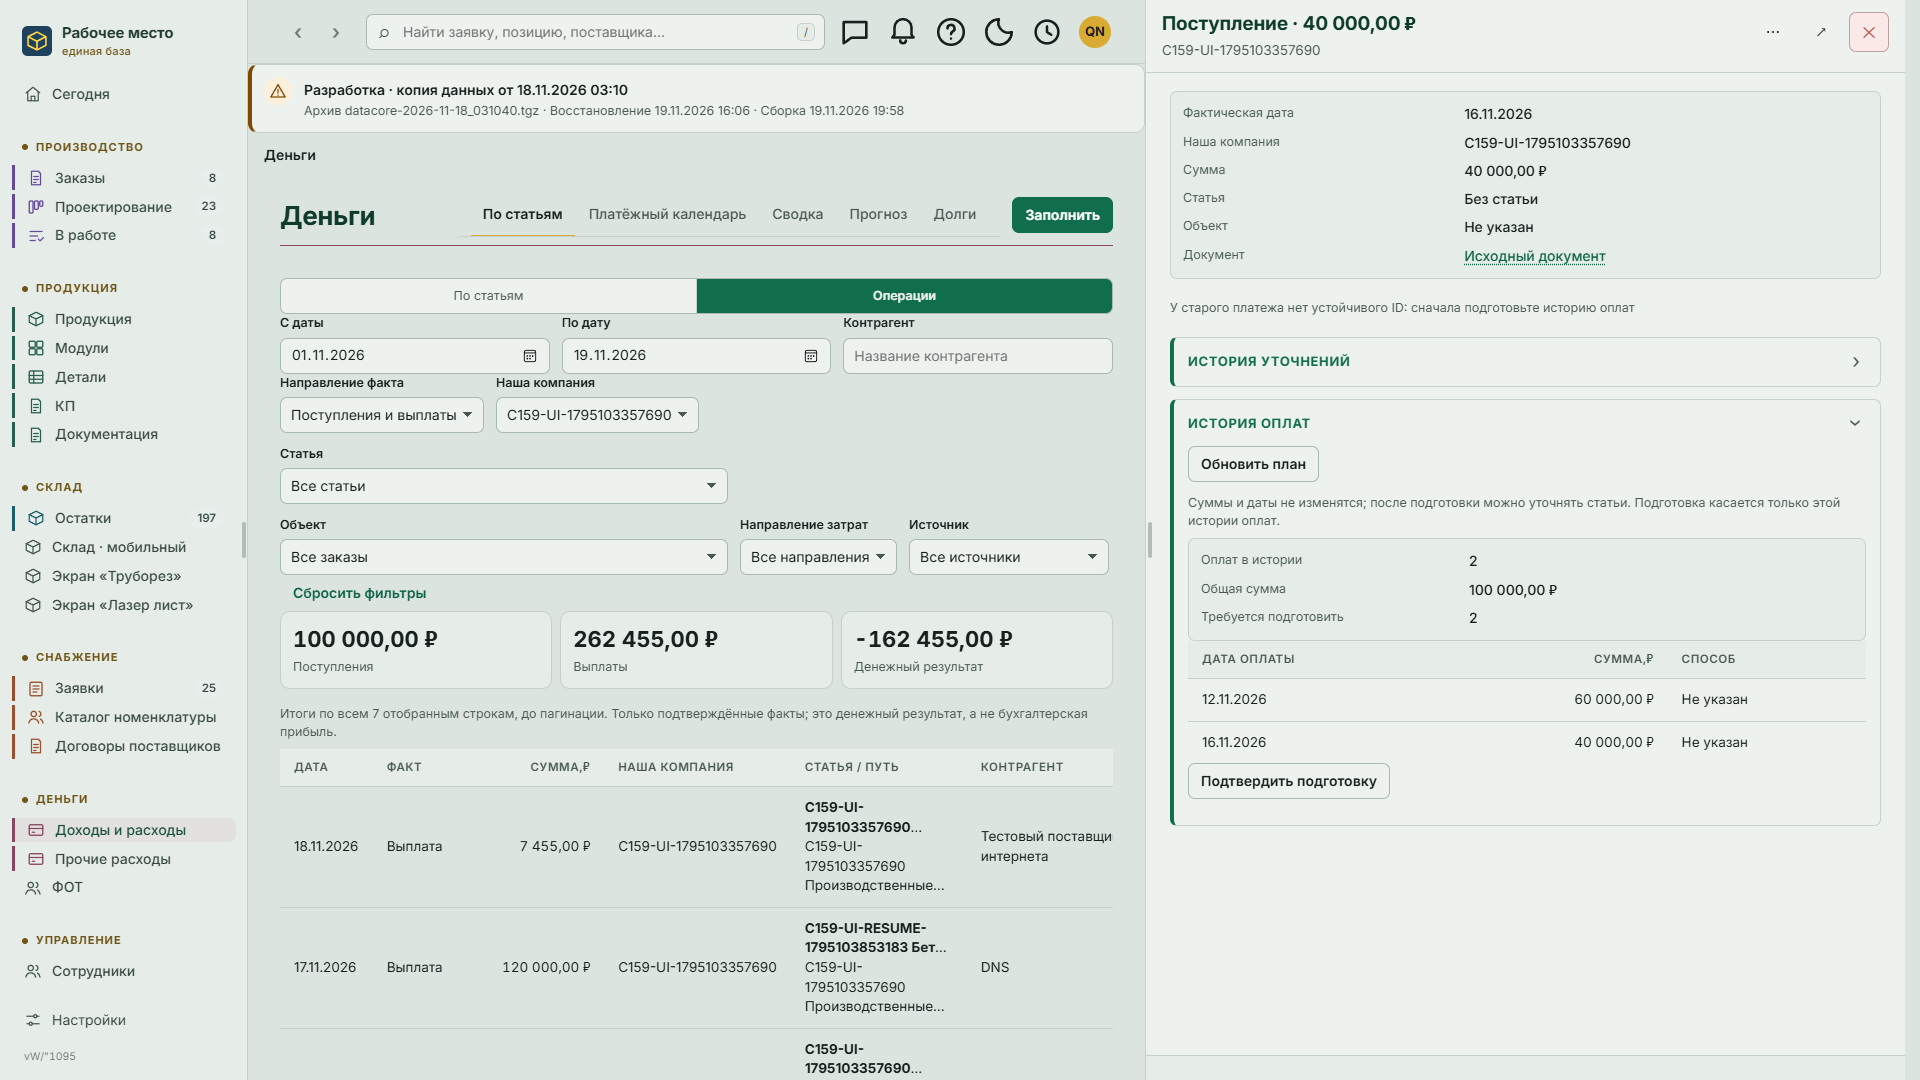 Рабочее место
единая база
Сегодня
ПРОИЗВОДСТВО
Заказы 8
Проектирование 23
В работе 8
ПРОДУКЦИЯ
Продукция
Модули
Детали
КП
Документация
СКЛАД
Остатки 197
Склад · мобильный
Экран «Труборез»
Экран «Лазер лист»
СНАБЖЕНИЕ
Заявки 25
Каталог номенклатуры
Договоры поставщиков
ДЕНЬГИ
Доходы и расходы
Прочие расходы
ФОТ
УПРАВЛЕНИЕ
Сотрудники
Настройки
vW/"1095
Найти заявку, позицию, поставщика... /
QN
Разработка · копия данных от 18.11.2026 03:10
Архив datacore-2026-11-18_031040.tgz · Восстановление 19.11.2026 16:06 · Сборка 19.11.2026 19:58
Деньги
Деньги
По статьям Платёжный календарь Сводка Прогноз Долги
Заполнить
По статьям Операции
С даты По дату Контрагент
01.11.2026 19.11.2026 Название контрагента
Направление факта Наша компания
Поступления и выплаты C159-UI-1795103357690
Статья
Все статьи
Объект Направление затрат Источник
Все заказы Все направления Все источники
Сбросить фильтры
100 000,00 ₽ 262 455,00 ₽ -162 455,00 ₽
Поступления Выплаты Денежный результат
Итоги по всем 7 отобранным строкам, до пагинации. Только подтверждённые факты; это денежный результат, а не бухгалтерская
прибыль.
ДАТА ФАКТ СУММА,₽ НАША КОМПАНИЯ СТАТЬЯ / ПУТЬ КОНТРАГЕНТ
C159-UI-
1795103357690...
18.11.2026 Выплата 7 455,00 ₽ C159-UI-1795103357690 C159-UI- Тестовый поставщи
1795103357690 интернета
Производственные...
C159-UI-RESUME-
1795103853183 Бет...
17.11.2026 Выплата 120 000,00 ₽ C159-UI-1795103357690 C159-UI- DNS
1795103357690
Производственные...
C159-UI-
1795103357690...
Поступление · 40 000,00 ₽
C159-UI-1795103357690
Фактическая дата 16.11.2026
Наша компания C159-UI-1795103357690
Сумма 40 000,00 ₽
Статья Без статьи
Объект Не указан
Документ Исходный документ
У старого платежа нет устойчивого ID: сначала подготовьте историю оплат
ИСТОРИЯ УТОЧНЕНИЙ
ИСТОРИЯ ОПЛАТ
Обновить план
Суммы и даты не изменятся; после подготовки можно уточнять статьи. Подготовка касается только этой
истории оплат.
Оплат в истории 2
Общая сумма 100 000,00 ₽
Требуется подготовить 2
ДАТА ОПЛАТЫ СУММА,₽ СПОСОБ
12.11.2026 60 000,00 ₽ Не указан
16.11.2026 40 000,00 ₽ Не указан
Подтвердить подготовку